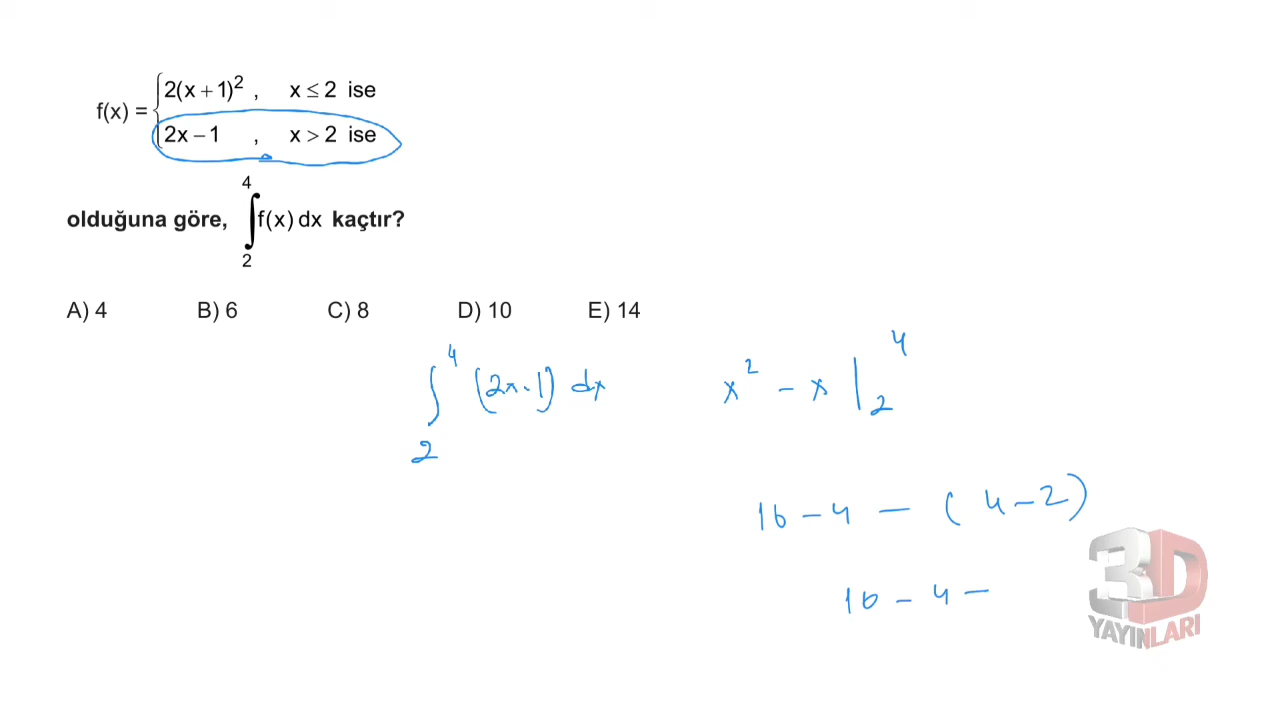 f(x) = { 2(x + 1)² , x ≤ 2 ise
2x − 1 , x > 2 ise
olduğuna göre, ∫₂⁴ f(x) dx kaçtır?
A) 4 B) 6 C) 8 D) 10 E) 14
∫₂⁴ (2x-1) dx x² − x |₂⁴
16 − 4 − (4 − 2)
16 − 4 −
3D
YAYINLARI